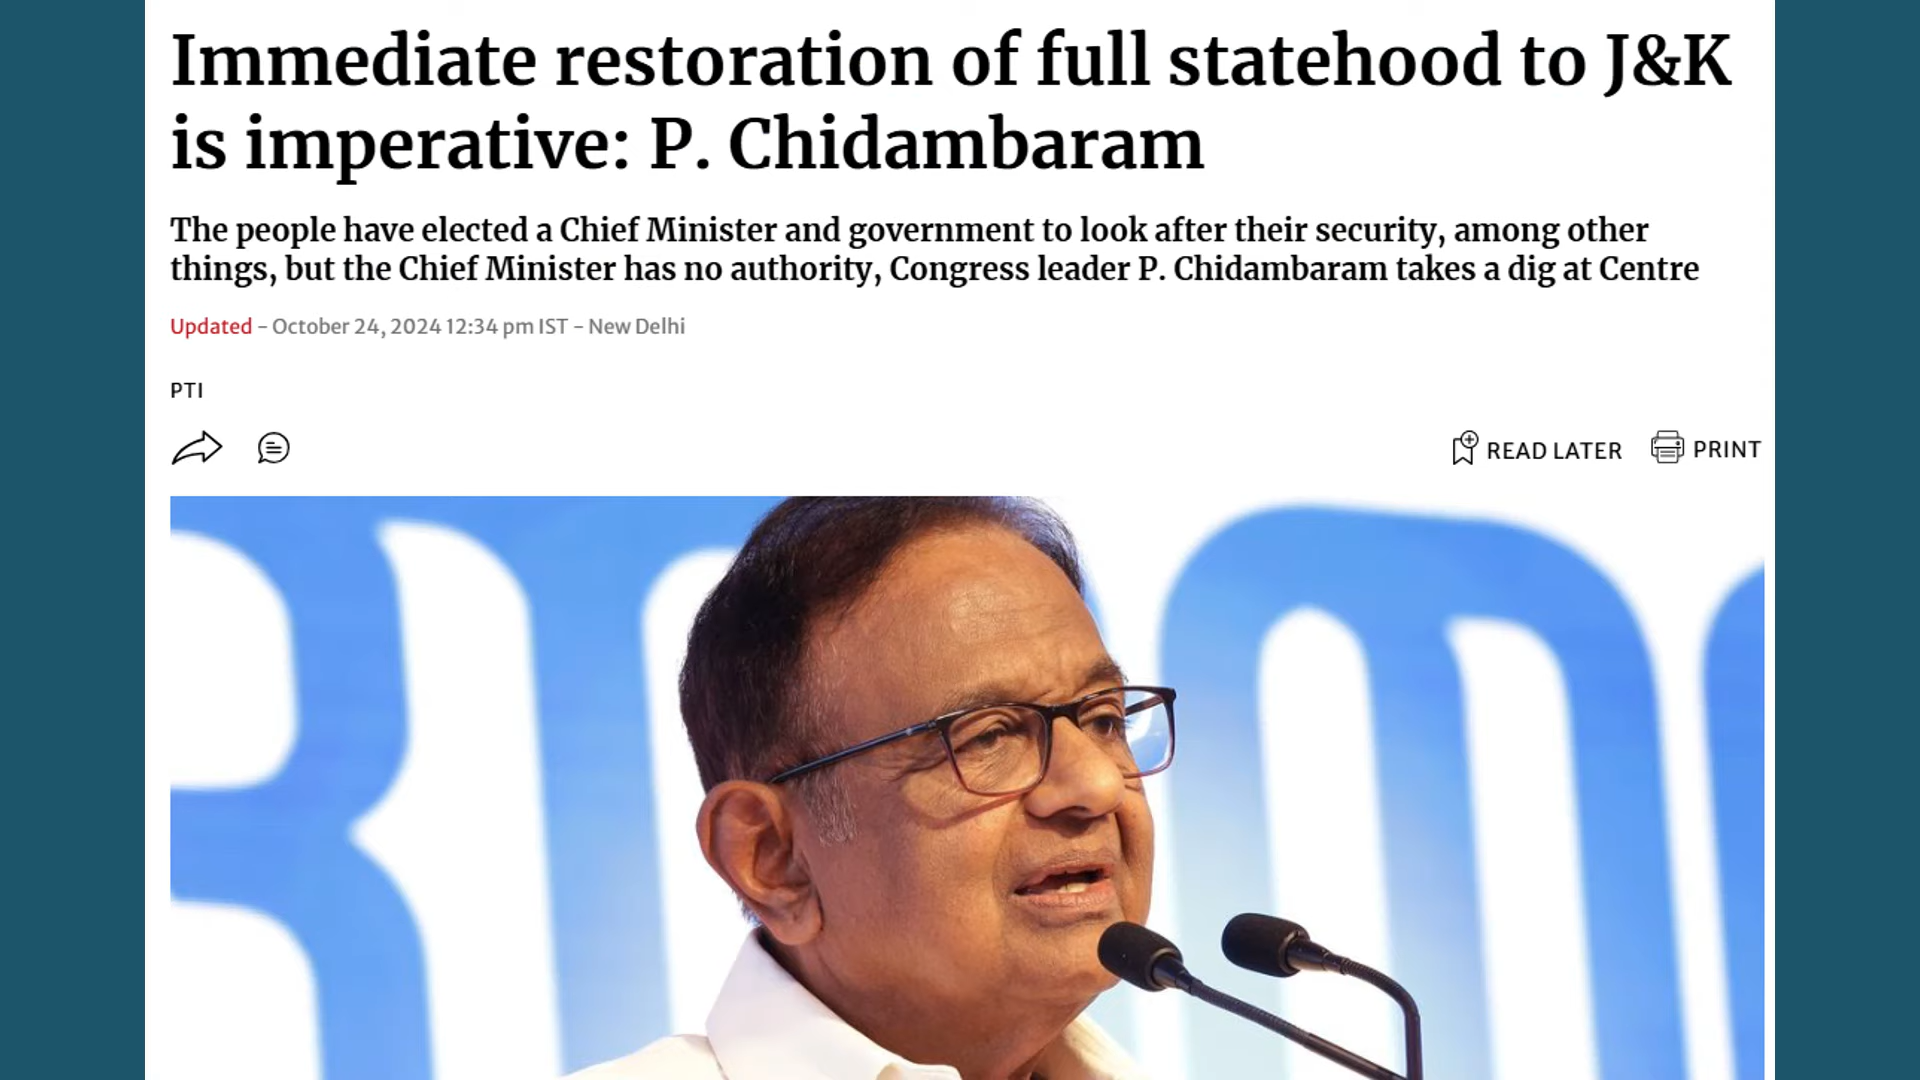 Immediate restoration of full statehood to J&K
is imperative: P. Chidambaram
The people have elected a Chief Minister and government to look after their security, among other
things, but the Chief Minister has no authority, Congress leader P. Chidambaram takes a dig at Centre
Updated - October 24, 2024 12:34 pm IST - New Delhi
PTI
READ LATER PRINT